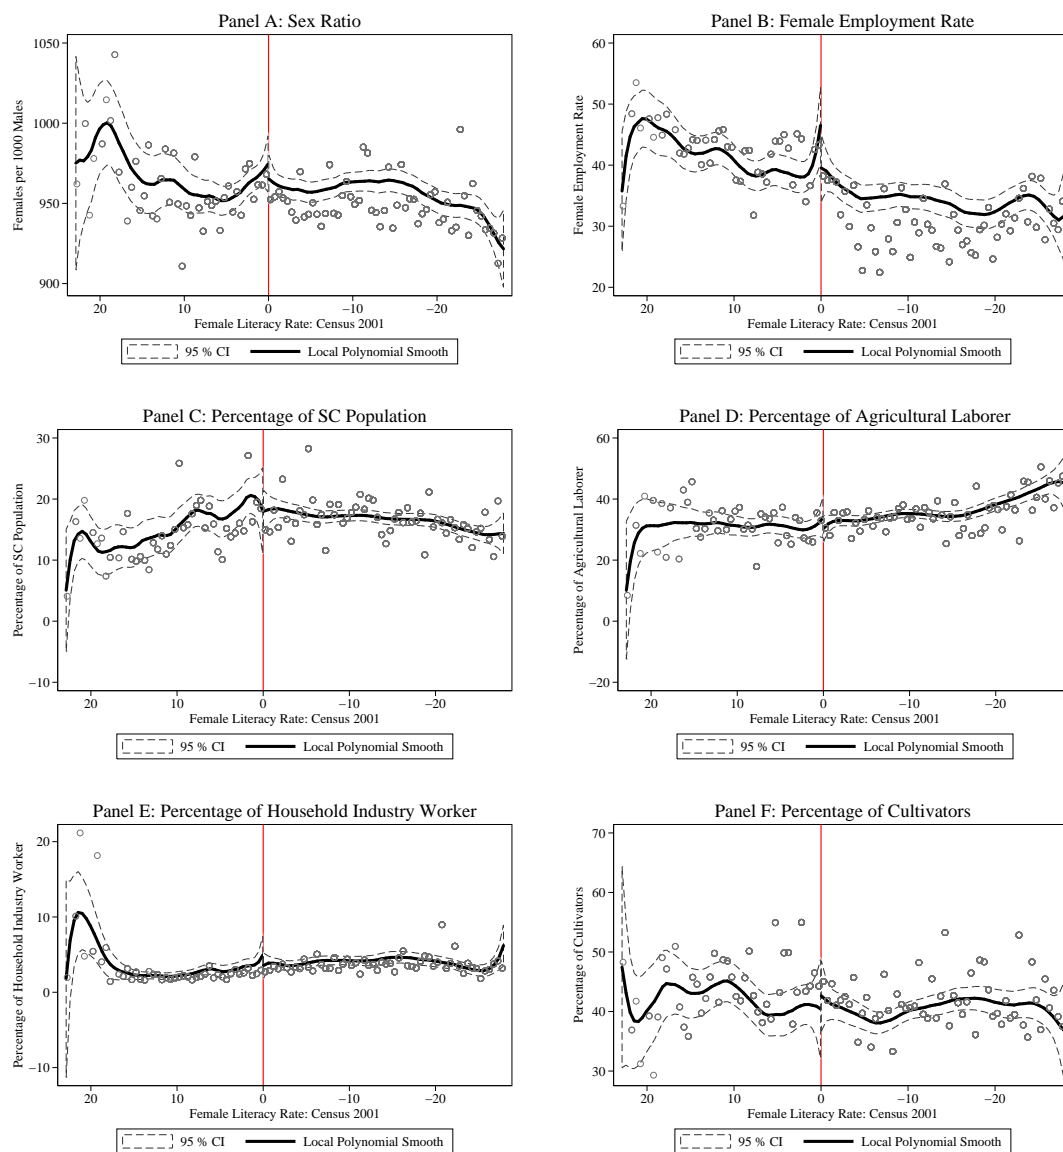 Panel A: Sex Ratio
Females per 1000 Males
1050
1000
950
900
20 10 0 −10 −20
Female Literacy Rate: Census 2001
95 % CI Local Polynomial Smooth
Panel B: Female Employment Rate
Female Employment Rate
60
50
40
30
20
20 10 0 −10 −20
Female Literacy Rate: Census 2001
95 % CI Local Polynomial Smooth
Panel C: Percentage of SC Population
Percentage of SC Population
30
20
10
0
−10
20 10 0 −10 −20
Female Literacy Rate: Census 2001
95 % CI Local Polynomial Smooth
Panel D: Percentage of Agricultural Laborer
Percentage of Agricultural Laborer
60
40
20
0
−20
20 10 0 −10 −20
Female Literacy Rate: Census 2001
95 % CI Local Polynomial Smooth
Panel E: Percentage of Household Industry Worker
Percentage of Household Industry Worker
20
10
0
−10
20 10 0 −10 −20
Female Literacy Rate: Census 2001
95 % CI Local Polynomial Smooth
Panel F: Percentage of Cultivators
Percentage of Cultivators
70
60
50
40
30
20 10 0 −10 −20
Female Literacy Rate: Census 2001
95 % CI Local Polynomial Smooth